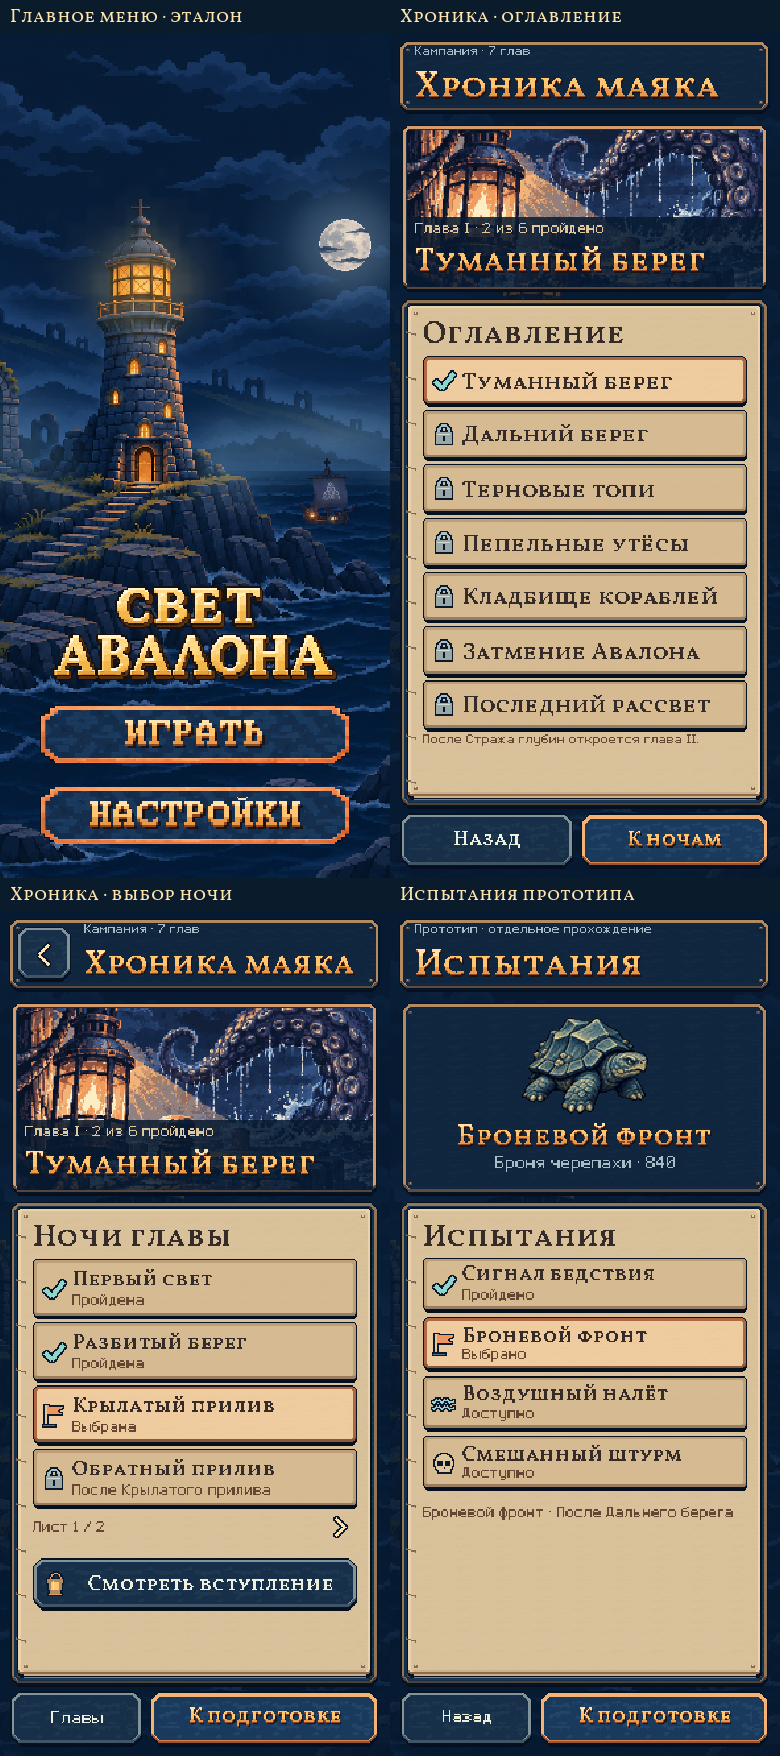 Главное меню · эталон
СВЕТ
АВАЛОНА
ИГРАТЬ
НАСТРОЙКИ
Хроника · оглавление
Кампания · 7 глав
Хроника маяка
Глава I · 2 из 6 пройдено
Туманный берег
Оглавление
Туманный берег
Дальний берег
Терновые топи
Пепельные утёсы
Кладбище кораблей
Затмение Авалона
Последний рассвет
После Стража глубин откроется глава II.
Назад
К ночам
Хроника · выбор ночи
Кампания · 7 глав
Хроника маяка
Глава I · 2 из 6 пройдено
Туманный берег
Ночи главы
Первый свет
Пройдена
Разбитый берег
Пройдена
Крылатый прилив
Выбрана
Обратный прилив
После Крылатого прилива
Лист 1 / 2
Смотреть вступление
Главы
К подготовке
Испытания прототипа
Прототип · отдельное прохождение
Испытания
Броневой фронт
Броня черепахи · 840
Испытания
Сигнал бедствия
Пройдено
Броневой фронт
Выбрано
Воздушный налёт
Доступно
Смешанный штурм
Доступно
Броневой фронт · После Дальнего берега
Назад
К подготовке